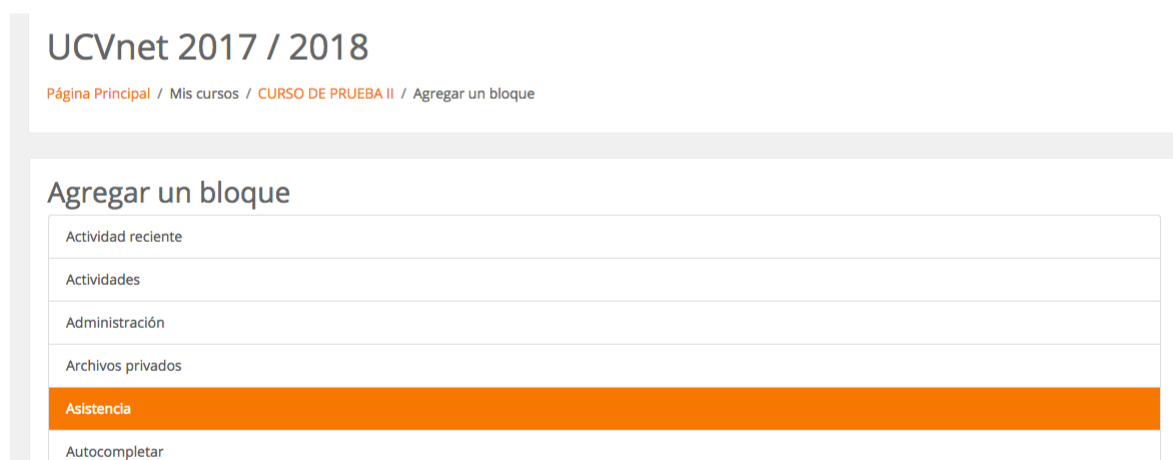 UCVnet 2017 / 2018
Página Principal / Mis cursos / CURSO DE PRUEBA II / Agregar un bloque
Agregar un bloque
Actividad reciente
Actividades
Administración
Archivos privados
Asistencia
Autocompletar